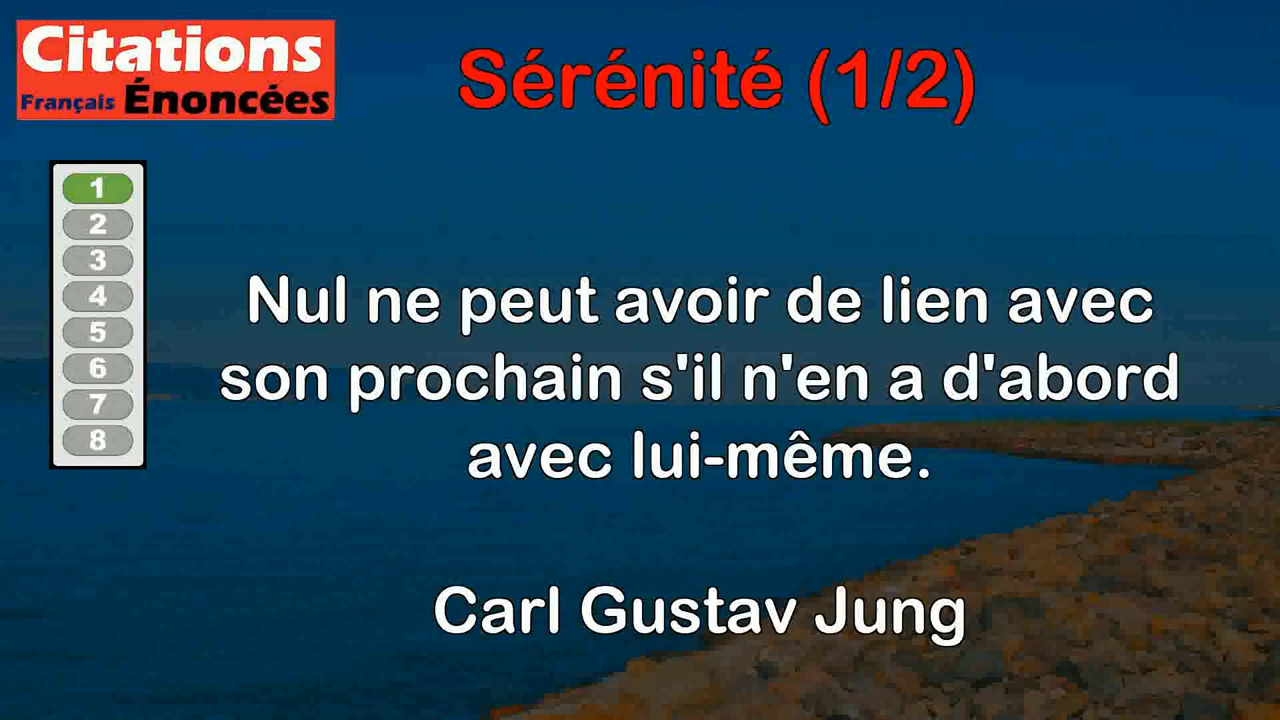 Citations
Français Énoncées
Sérénité (1/2)
1
2
3
4
5
6
7
8
Nul ne peut avoir de lien avec
son prochain s'il n'en a d'abord
avec lui-même.
Carl Gustav Jung